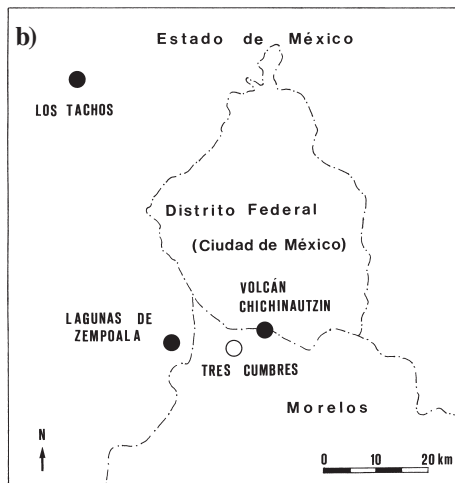 b)
Estado de México
LOS TACHOS
Distrito Federal
(Ciudad de México)
VOLCÁN
CHICHINAUTZIN
LAGUNAS DE
ZEMPOALA
TRES CUMBRES
Morelos
N
0 10 20 km